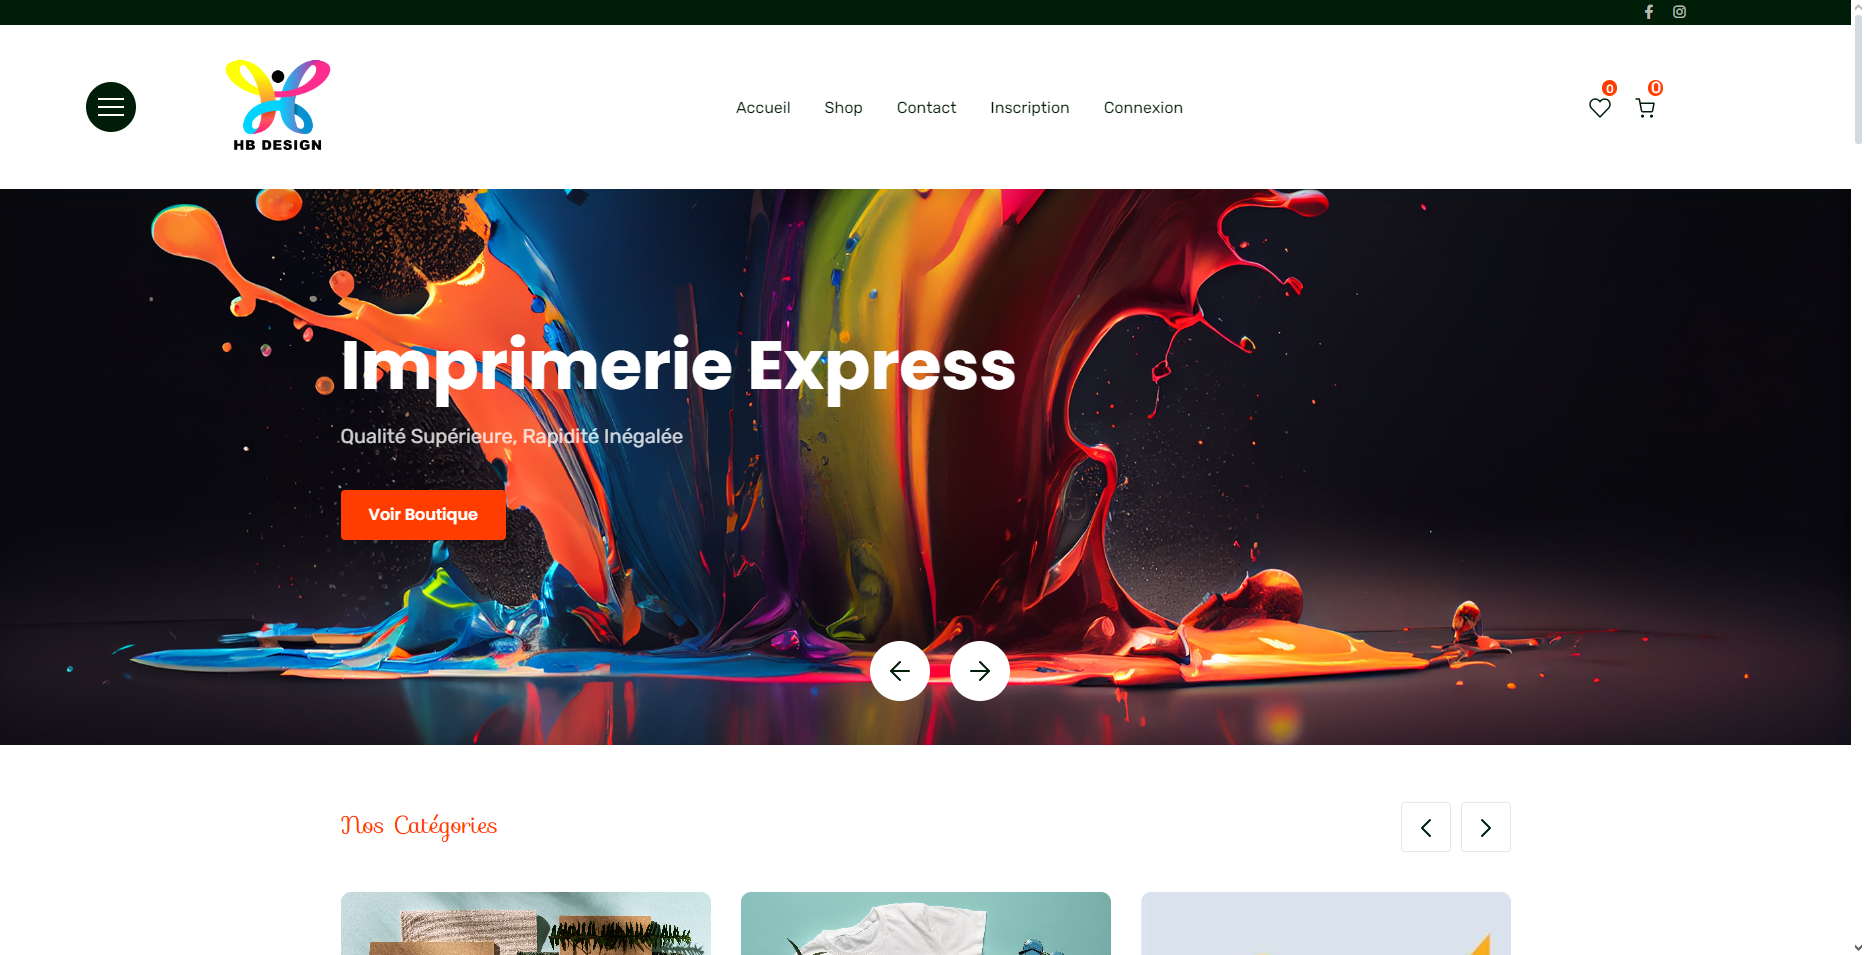 HB DESIGN
Accueil
Shop
Contact
Inscription
Connexion
0
0
Imprimerie Express
Qualité Supérieure, Rapidité Inégalée
Voir Boutique
Nos Catégories